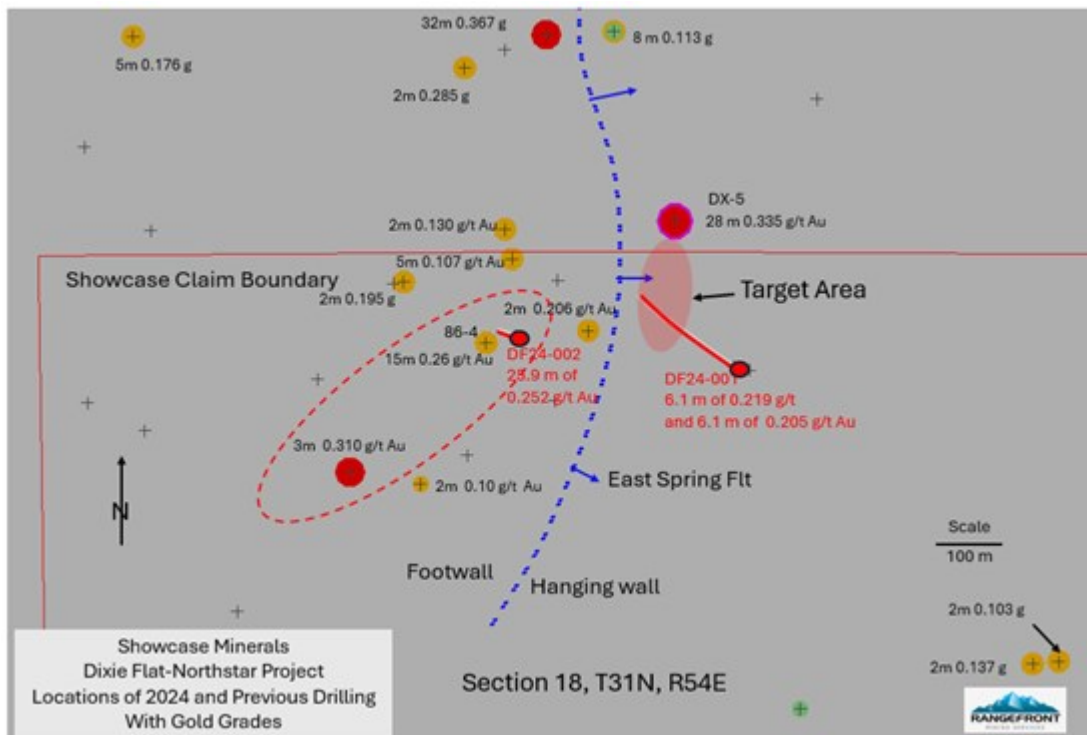 32m 0.367 g
8 m 0.113 g
5m 0.176 g
2m 0.285 g
DX-5
28 m 0.335 g/t Au
2m 0.130 g/t Au
5m 0.107 g/t Au
Showcase Claim Boundary
2m 0.195 g
Target Area
2m 0.206 g/t Au
86-4
15m 0.26 g/t Au
DF24-002
25.9 m of
0.252 g/t Au
DF24-001
6.1 m of 0.219 g/t
and 6.1 m of 0.205 g/t Au
3m 0.310 g/t Au
2m 0.10 g/t Au
East Spring Flt
N
Scale
100 m
Footwall
Hanging wall
2m 0.103 g
2m 0.137 g
Showcase Minerals
Dixie Flat-Northstar Project
Locations of 2024 and Previous Drilling
With Gold Grades
Section 18, T31N, R54E
RANGEFRONT